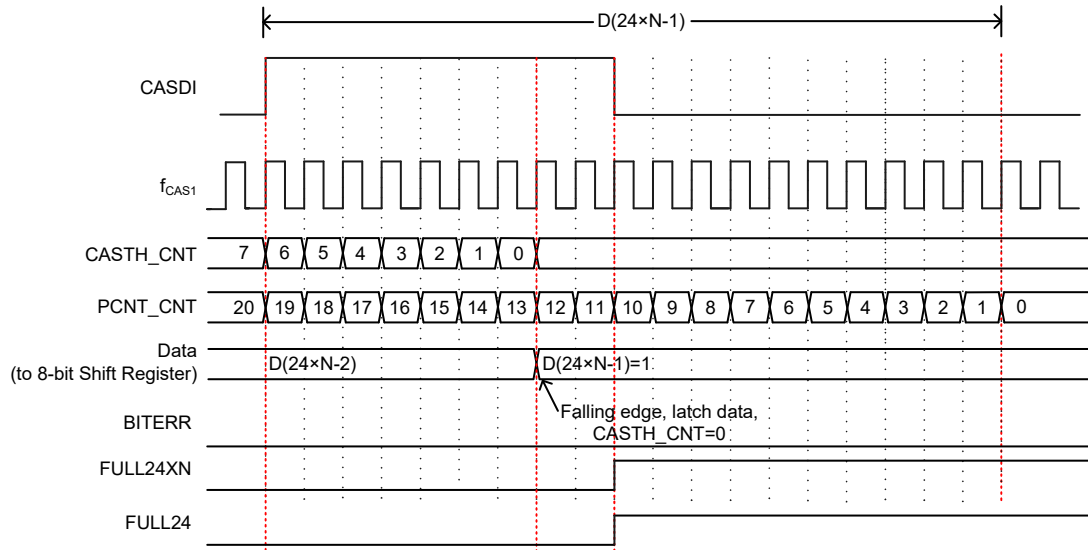 D(24×N-1)
CASDI
fCAS1
CASTH_CNT 7 6 5 4 3 2 1 0
PCNT_CNT 20 19 18 17 16 15 14 13 12 11 10 9 8 7 6 5 4 3 2 1 0
Data
(to 8-bit Shift Register)
D(24×N-2) D(24×N-1)=1
Falling edge, latch data,
CASTH_CNT=0
BITERR
FULL24XN
FULL24